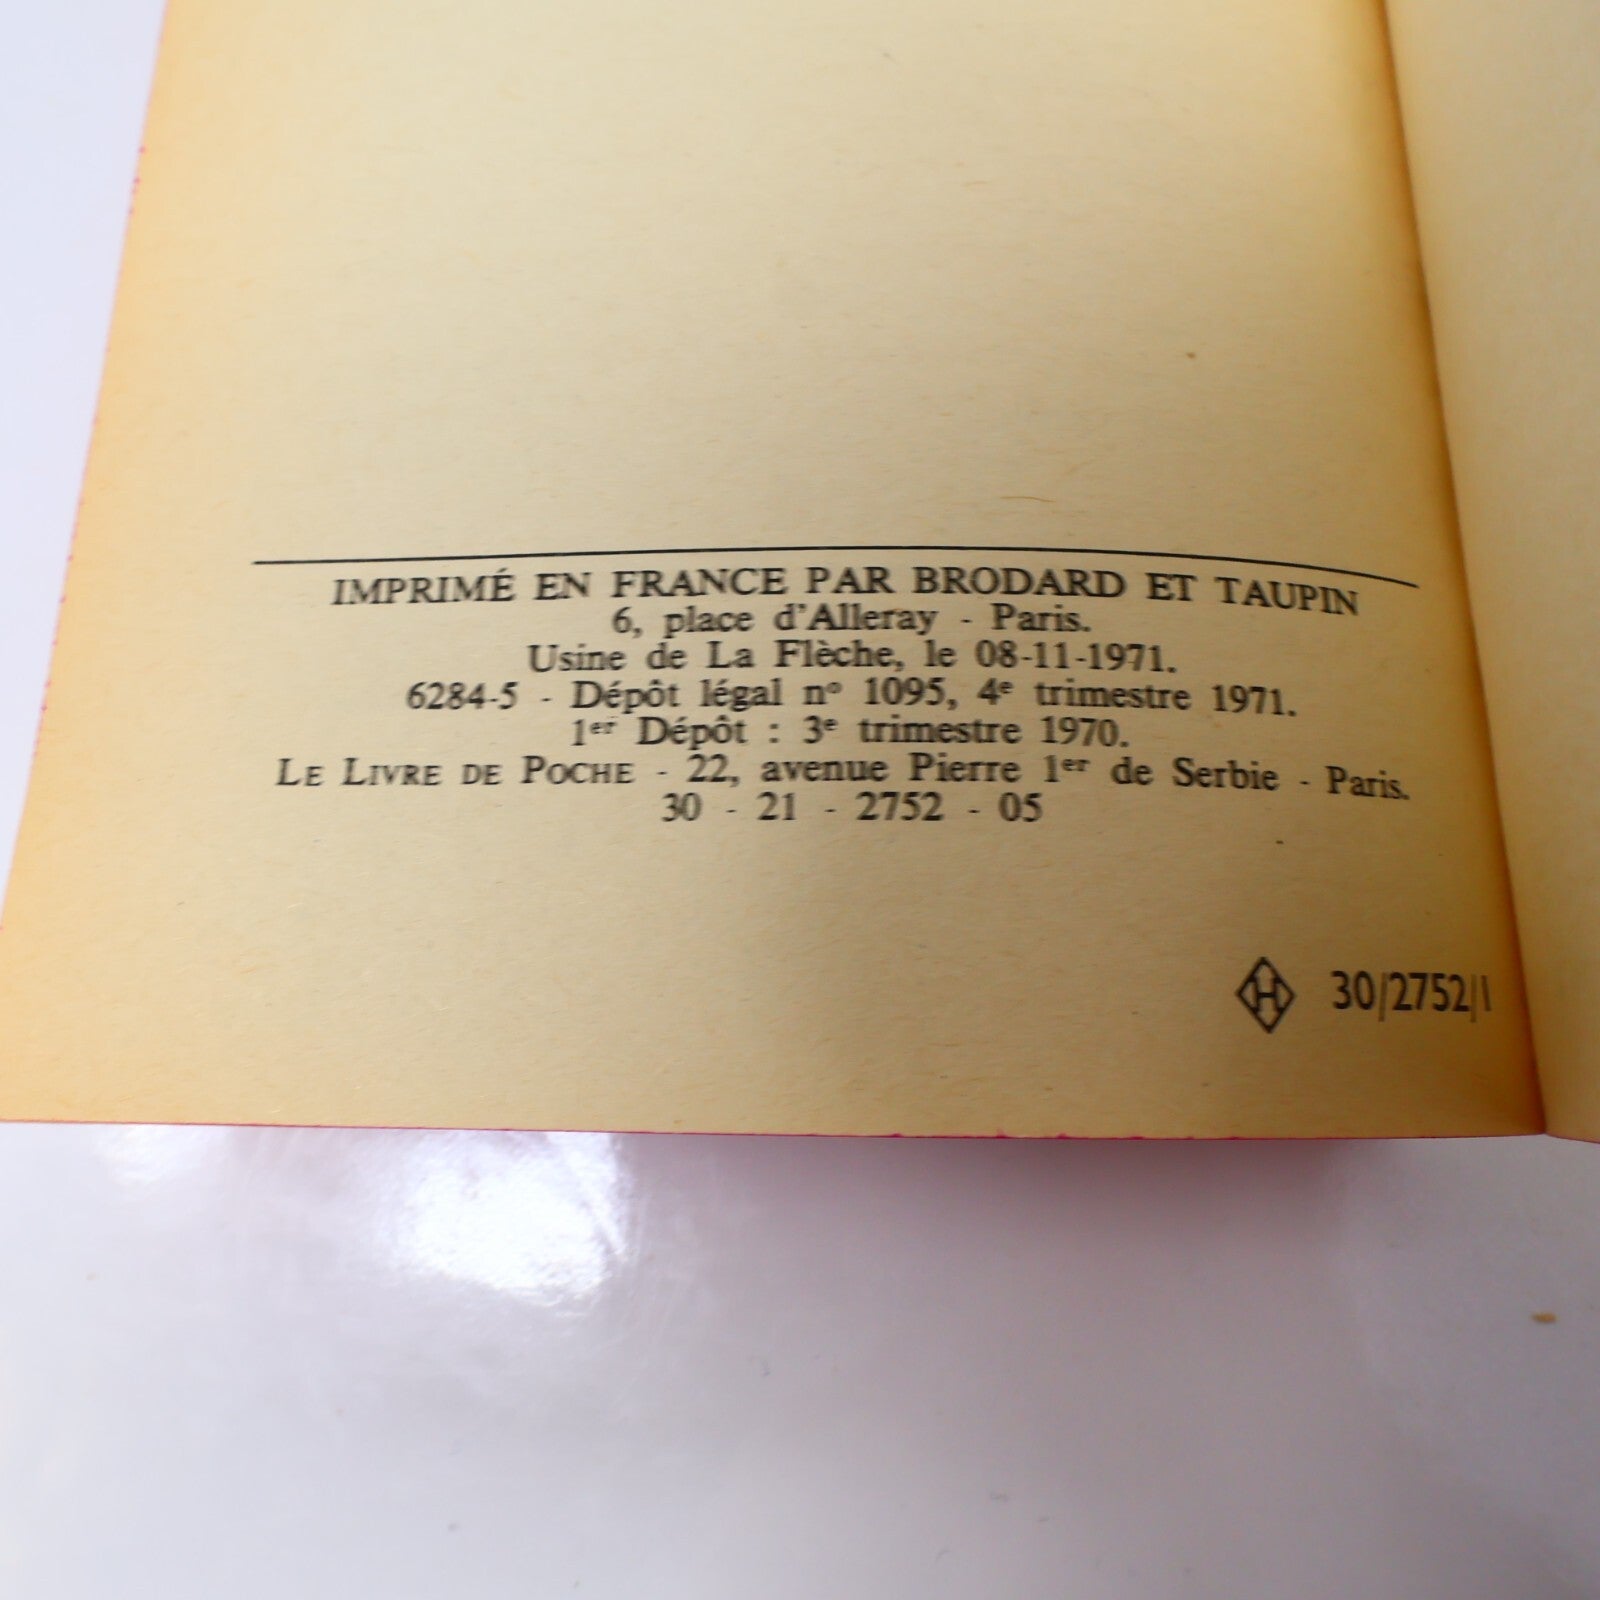 IMPRIMÉ EN FRANCE PAR BRODARD ET TAUPIN
6, place d'Alleray - Paris.
Usine de La Flèche, le 08-11-1971.
6284-5 - Dépôt légal nº 1095, 4e trimestre 1971.
1er Dépôt : 3e trimestre 1970.
LE LIVRE DE POCHE - 22, avenue Pierre 1er de Serbie - Paris.
30 - 21 - 2752 - 05
H 30/2752/1